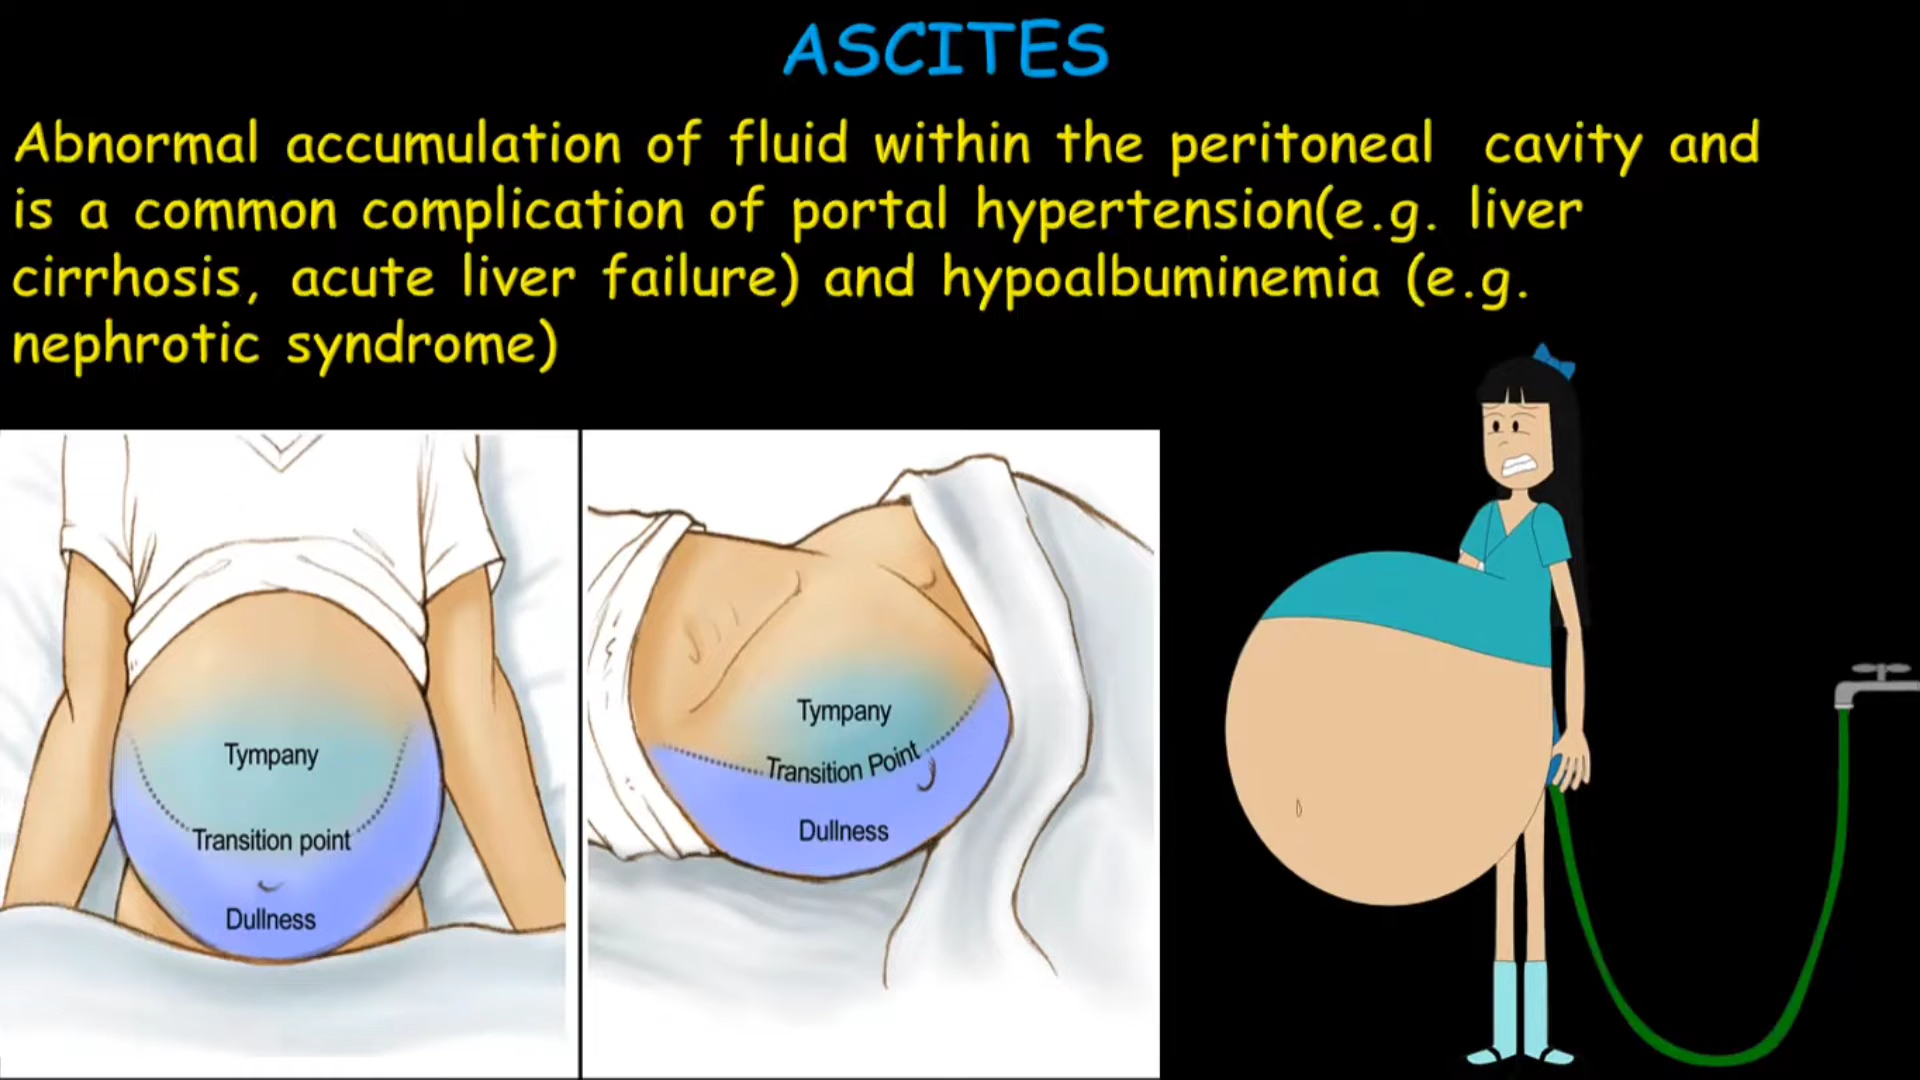 ASCITES
Abnormal accumulation of fluid within the peritoneal cavity and
is a common complication of portal hypertension(e.g. liver
cirrhosis, acute liver failure) and hypoalbuminemia (e.g.
nephrotic syndrome)
Tympany
Transition point
Dullness
Tympany
Transition Point
Dullness